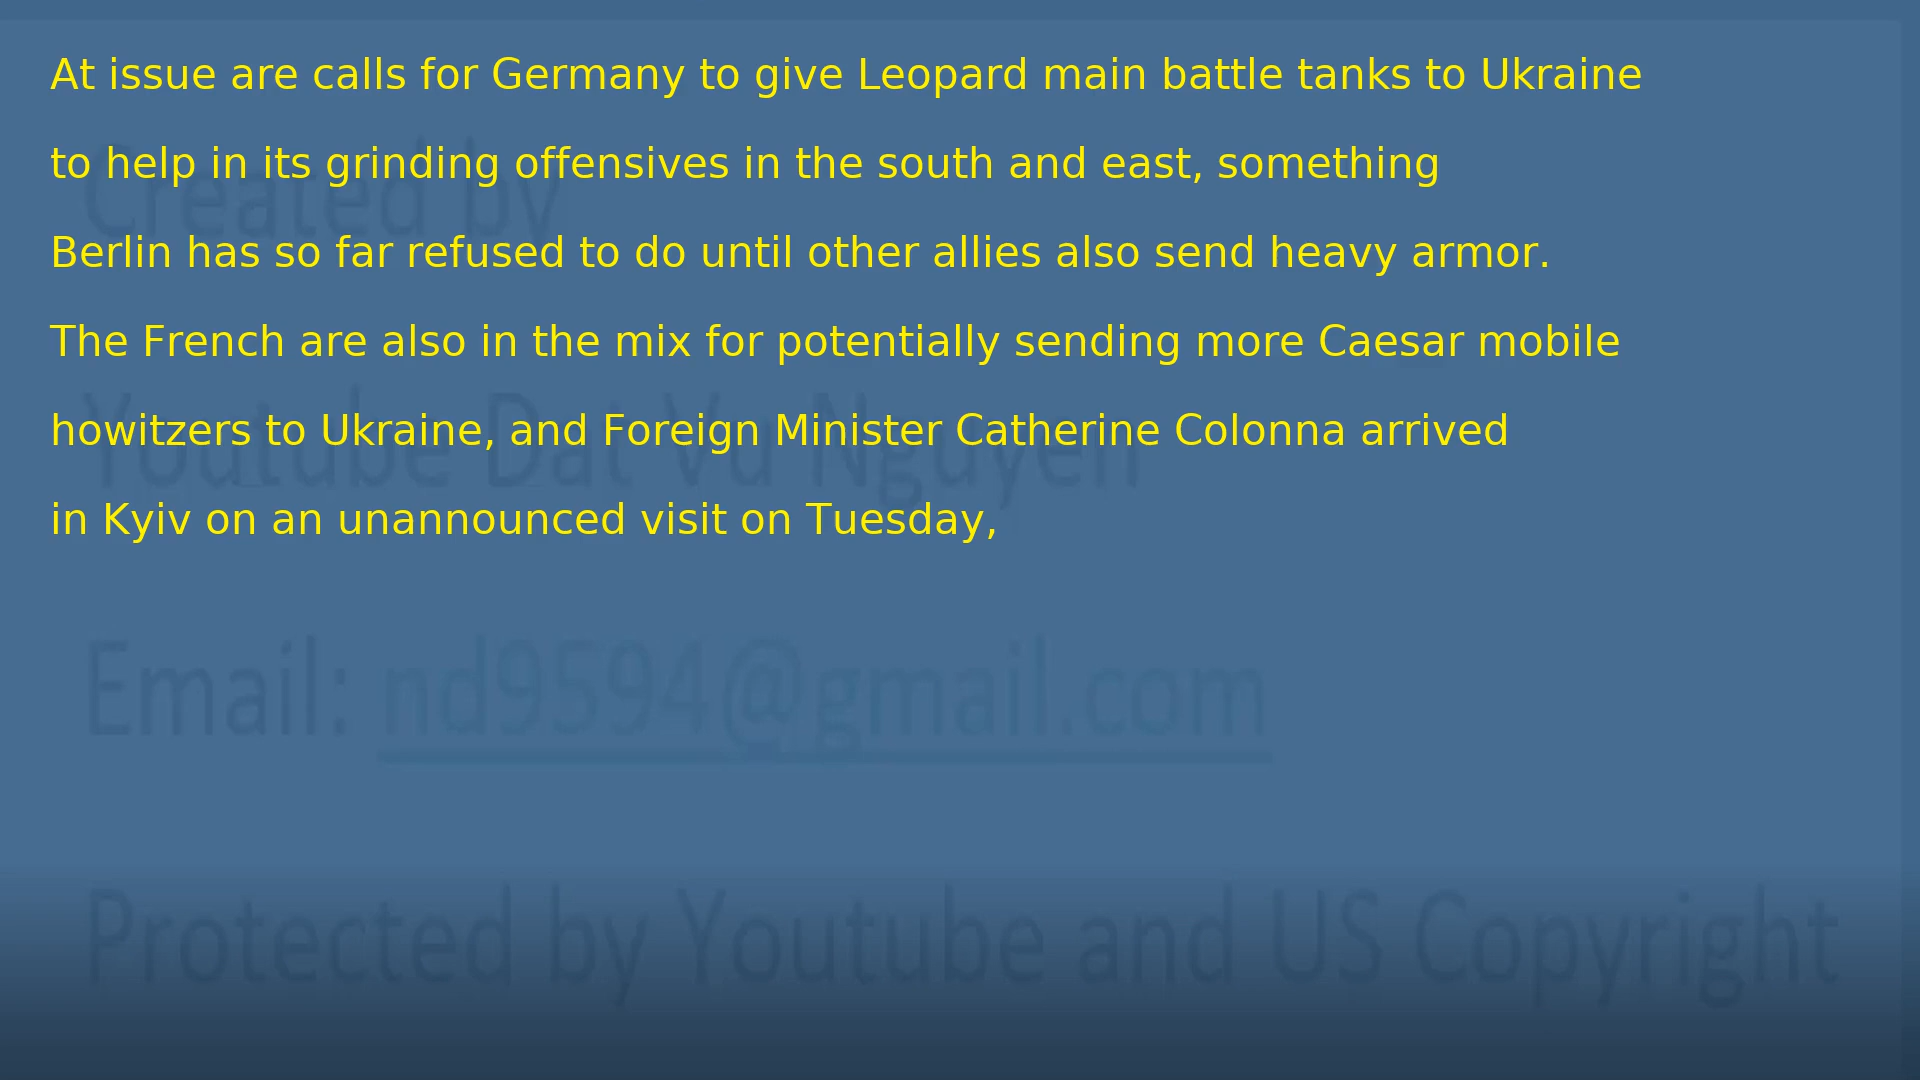 At issue are calls for Germany to give Leopard main battle tanks to Ukraine
to help in its grinding offensives in the south and east, something
Created by
Berlin has so far refused to do until other allies also send heavy armor.
The French are also in the mix for potentially sending more Caesar mobile
howitzers to Ukraine, and Foreign Minister Catherine Colonna arrived
Youtube Dat Vu Nguyen
in Kyiv on an unannounced visit on Tuesday,
Email: nd9594@gmail.com
Protected by Youtube and US Copyright